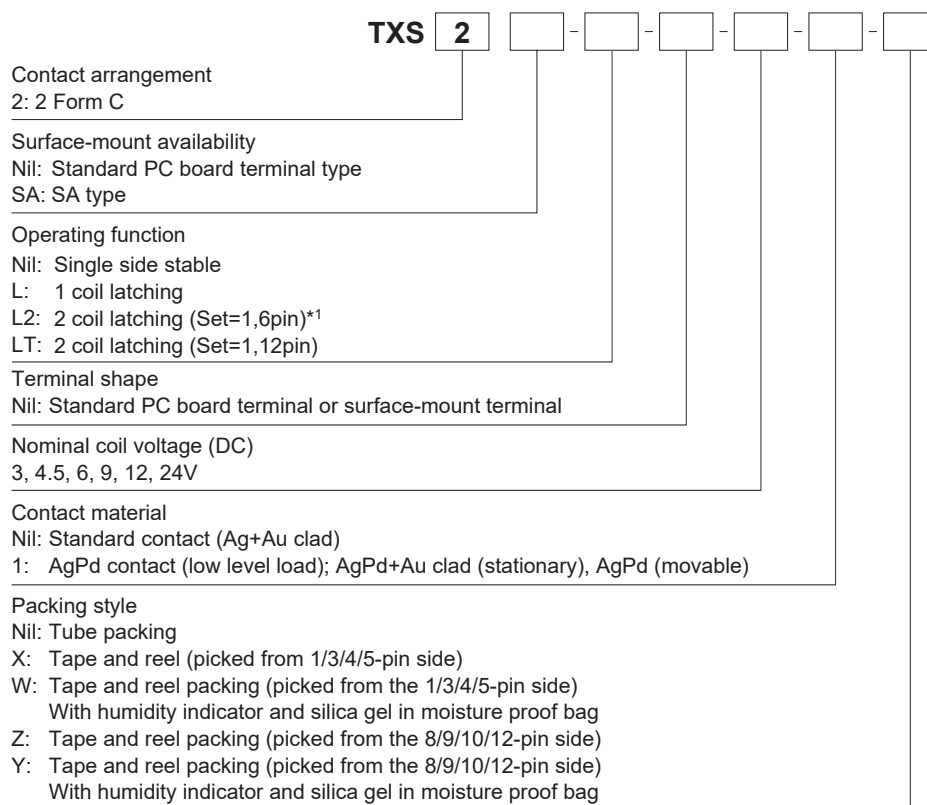 TXS 2 - - - - -
Contact arrangement
2: 2 Form C
Surface-mount availability
Nil: Standard PC board terminal type
SA: SA type
Operating function
Nil: Single side stable
L: 1 coil latching
L2: 2 coil latching (Set=1,6pin)*1
LT: 2 coil latching (Set=1,12pin)
Terminal shape
Nil: Standard PC board terminal or surface-mount terminal
Nominal coil voltage (DC)
3, 4.5, 6, 9, 12, 24V
Contact material
Nil: Standard contact (Ag+Au clad)
1: AgPd contact (low level load); AgPd+Au clad (stationary), AgPd (movable)
Packing style
Nil: Tube packing
X: Tape and reel (picked from 1/3/4/5-pin side)
W: Tape and reel packing (picked from the 1/3/4/5-pin side)
With humidity indicator and silica gel in moisture proof bag
Z: Tape and reel packing (picked from the 8/9/10/12-pin side)
Y: Tape and reel packing (picked from the 8/9/10/12-pin side)
With humidity indicator and silica gel in moisture proof bag